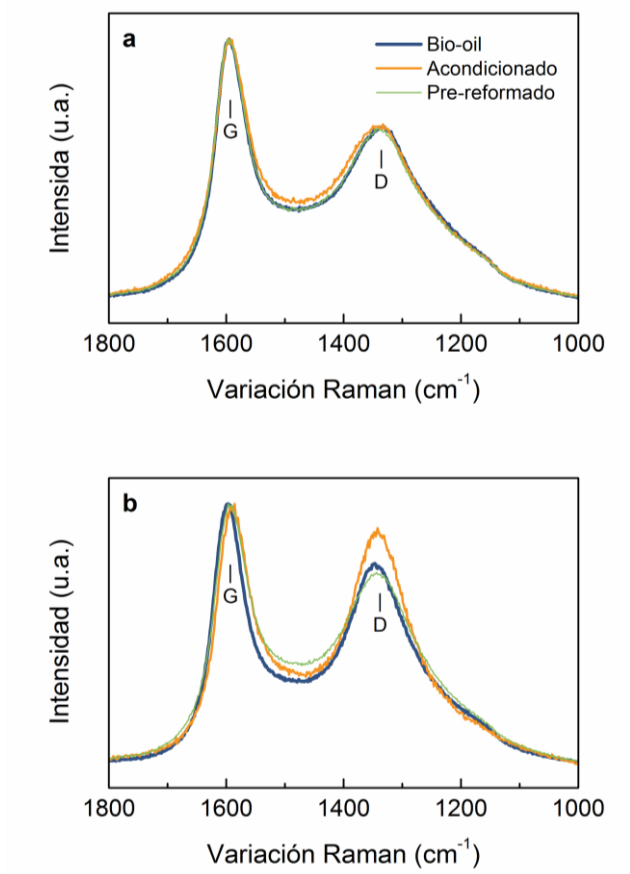 a
Bio-oil
Acondicionado
Pre-reformado
G
D
Intensida (u.a.)
1800 1600 1400 1200 1000
Variación Raman (cm⁻¹)
b
G
D
Intensidad (u.a.)
1800 1600 1400 1200 1000
Variación Raman (cm⁻¹)